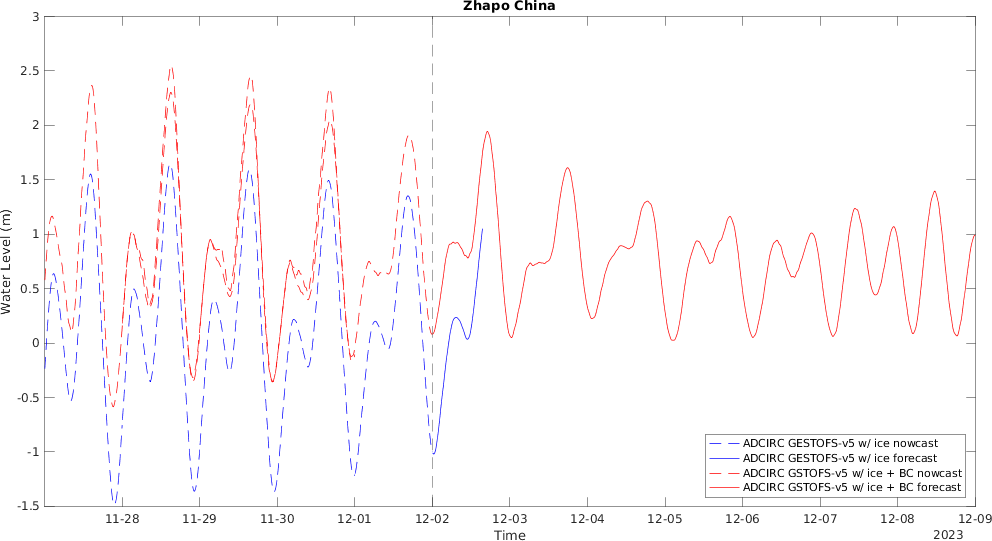 Zhapo China
3
2.5
2
1.5
1
0.5
0
-0.5
-1
-1.5
Water Level (m)
11-28 11-29 11-30 12-01 12-02 12-03 12-04 12-05 12-06 12-07 12-08 12-09
Time
2023
ADCIRC GESTOFS-v5 w/ ice nowcast
ADCIRC GESTOFS-v5 w/ ice forecast
ADCIRC GSTOFS-v5 w/ ice + BC nowcast
ADCIRC GSTOFS-v5 w/ ice + BC forecast